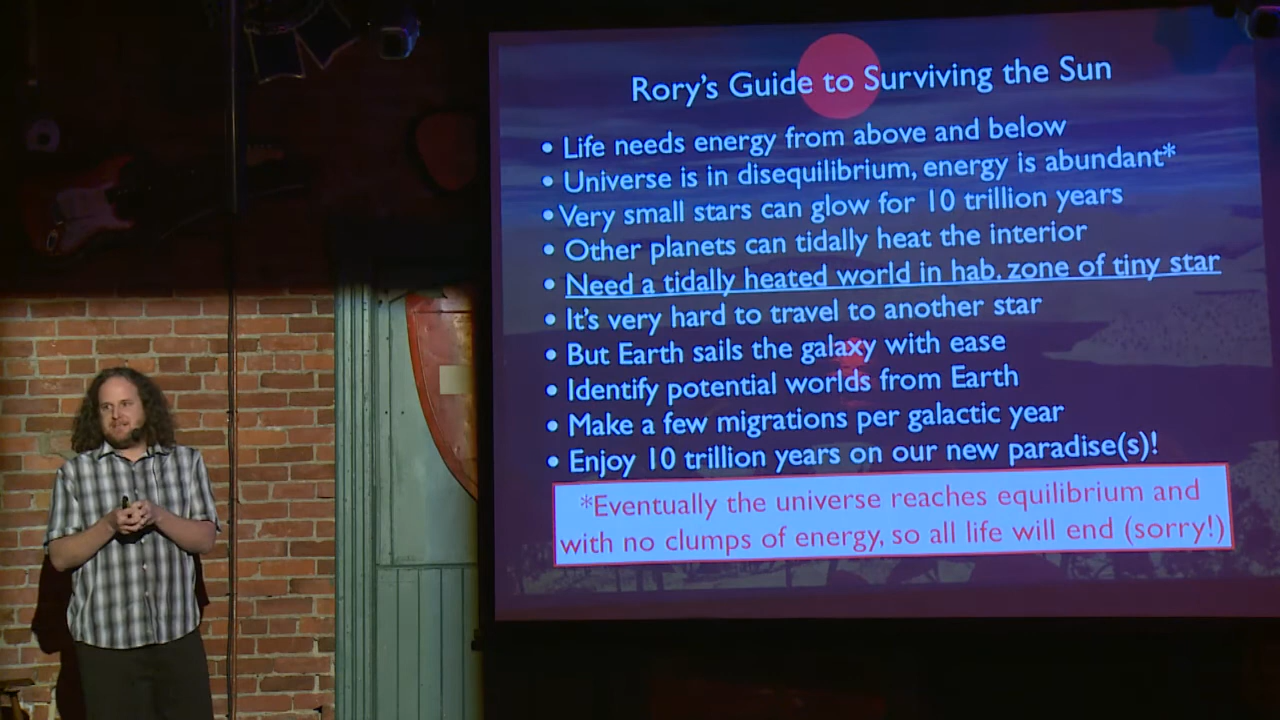 Rory's Guide to Surviving the Sun
• Life needs energy from above and below
• Universe is in disequilibrium, energy is abundant*
• Very small stars can glow for 10 trillion years
• Other planets can tidally heat the interior
• Need a tidally heated world in hab. zone of tiny star
• It's very hard to travel to another star
• But Earth sails the galaxy with ease
• Identify potential worlds from Earth
• Make a few migrations per galactic year
• Enjoy 10 trillion years on our new paradise(s)!
*Eventually the universe reaches equilibrium and
with no clumps of energy, so all life will end (sorry!)